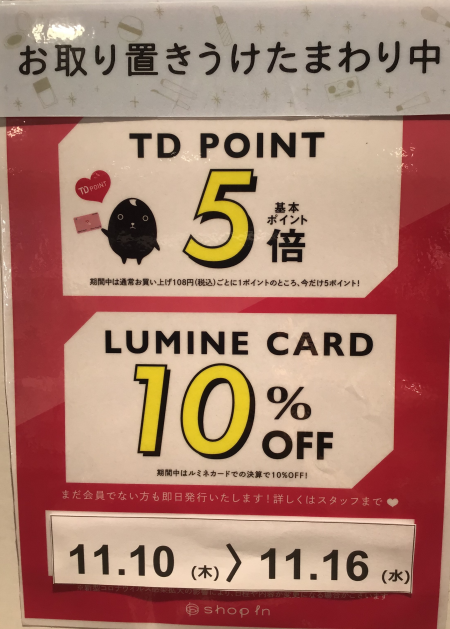 お取り置きうけたまわり中
TD POINT
TD POINT
5 基本ポイント 倍
期間中は通常お買い上げ108円(税込)ごとに1ポイントのところ、今だけ5ポイント!
LUMINE CARD
10%OFF
期間中はルミネカードでの決算で10%OFF!
まだ会員でない方も即日発行いたします!詳しくはスタッフまで
11.10 (木) 〉 11.16 (水)
shop in